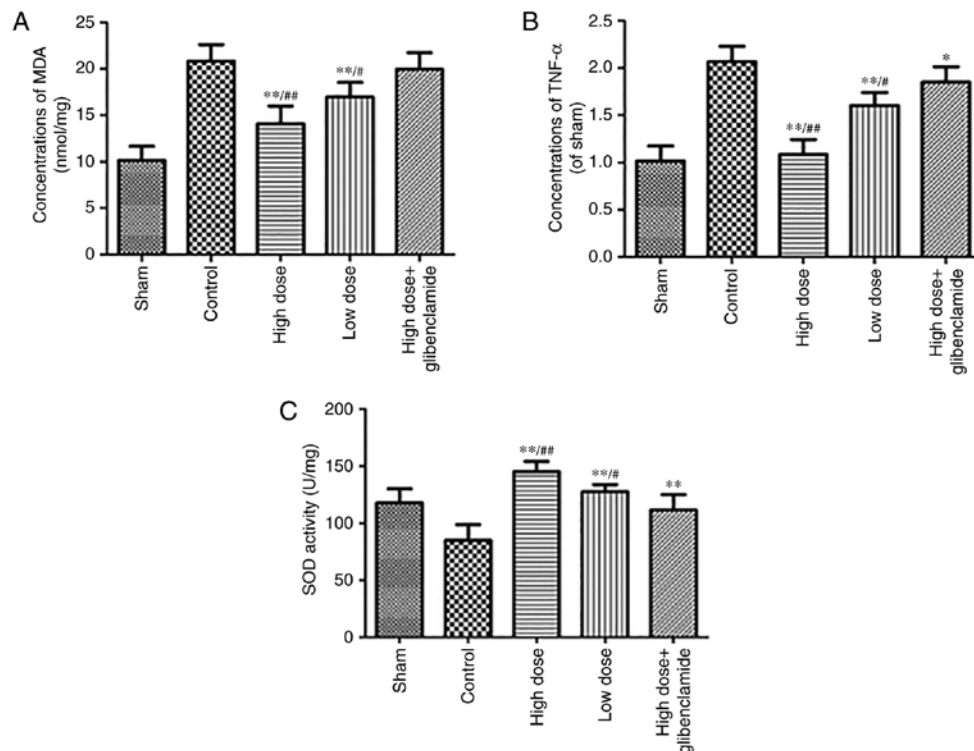 A
Concentrations of MDA
(nmol/mg)
25
20
15
10
5
0
**/##
**/#
Sham
Control
High dose
Low dose
High dose+
glibenclamide
B
Concentrations of TNF-α
(of sham)
2.5
2.0
1.5
1.0
0.5
0.0
**/##
**/#
*
Sham
Control
High dose
Low dose
High dose+
glibenclamide
C
SOD activity (U/mg)
200
150
100
50
0
**/##
**/#
**
Sham
Control
High dose
Low dose
High dose+
glibenclamide